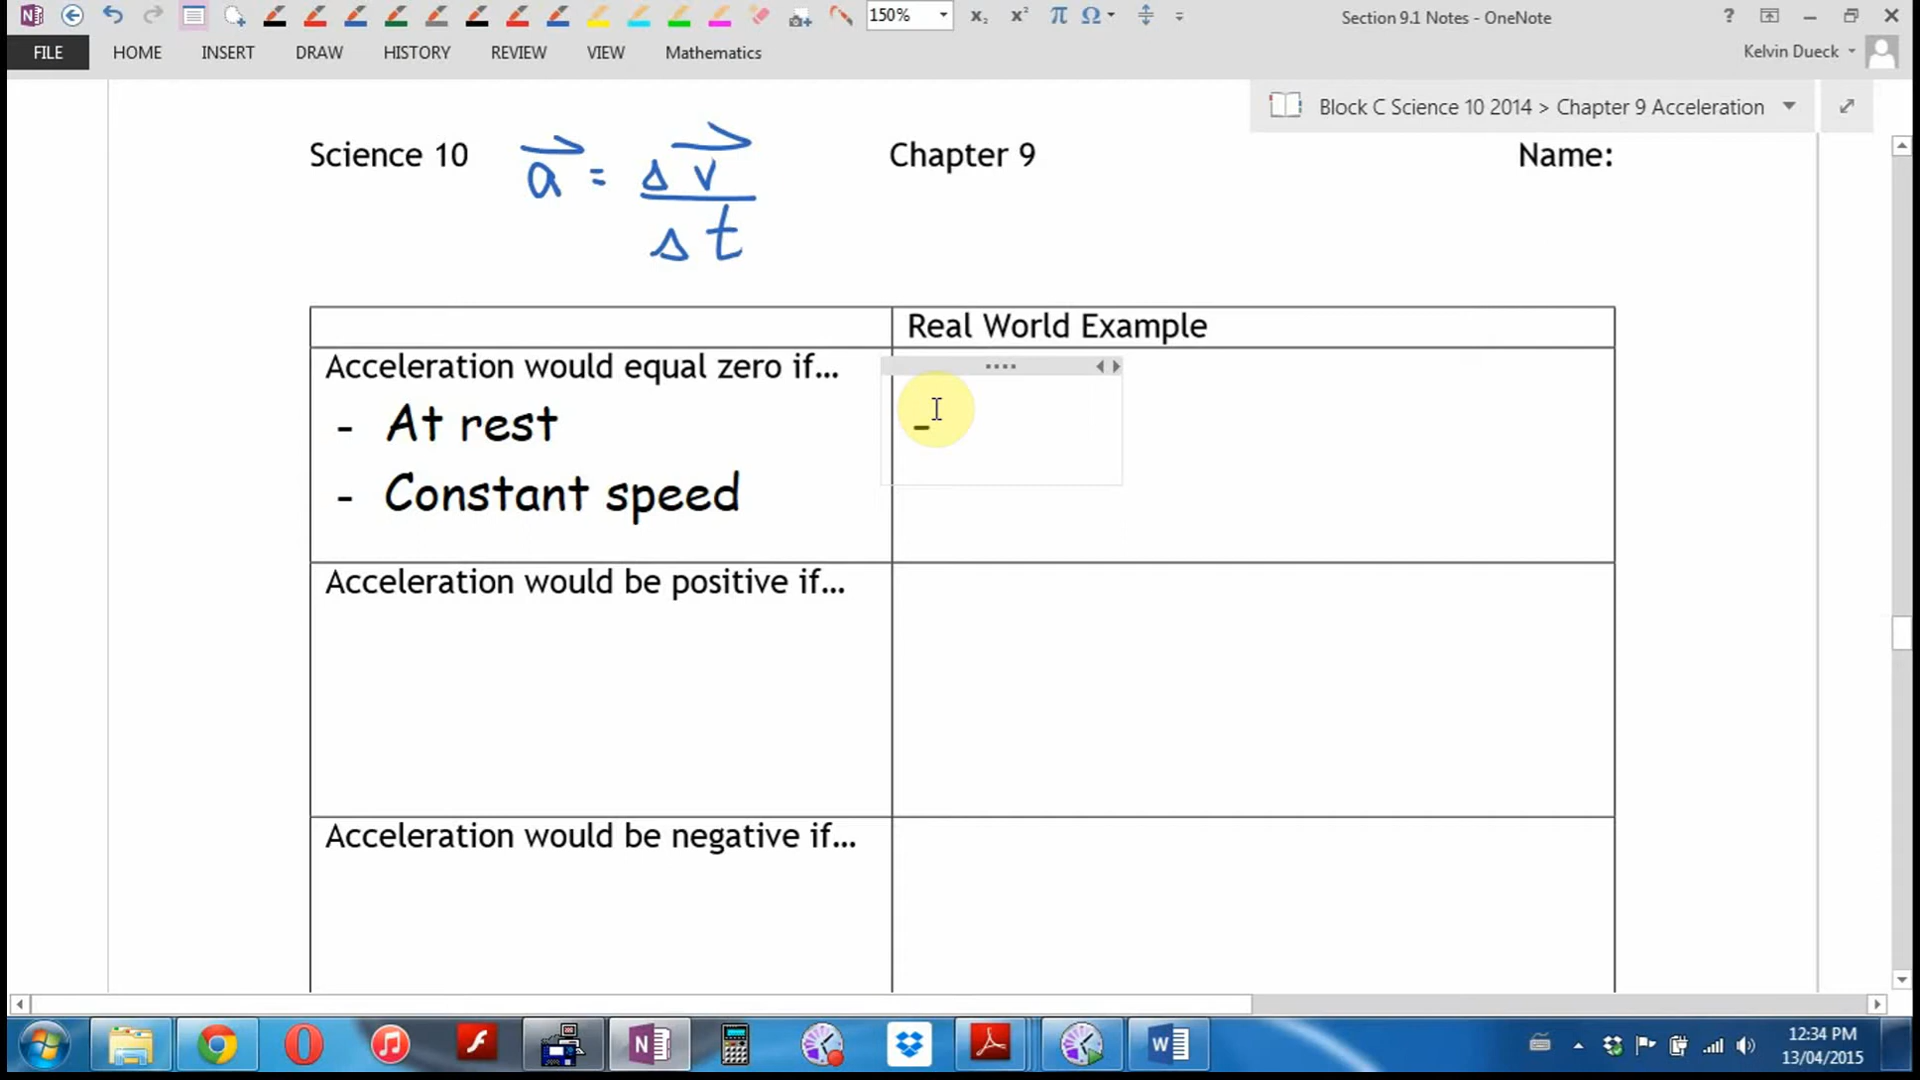 150%
x₂ x² π Ω
Section 9.1 Notes - OneNote
?
FILE HOME INSERT DRAW HISTORY REVIEW VIEW Mathematics
Kelvin Dueck
Block C Science 10 2014 > Chapter 9 Acceleration
Science 10
a⃗ = Δv⃗
Δt
Chapter 9
Name:
Real World Example
Acceleration would equal zero if...
- At rest
- Constant speed
-
Acceleration would be positive if...
Acceleration would be negative if...
12:34 PM
13/04/2015